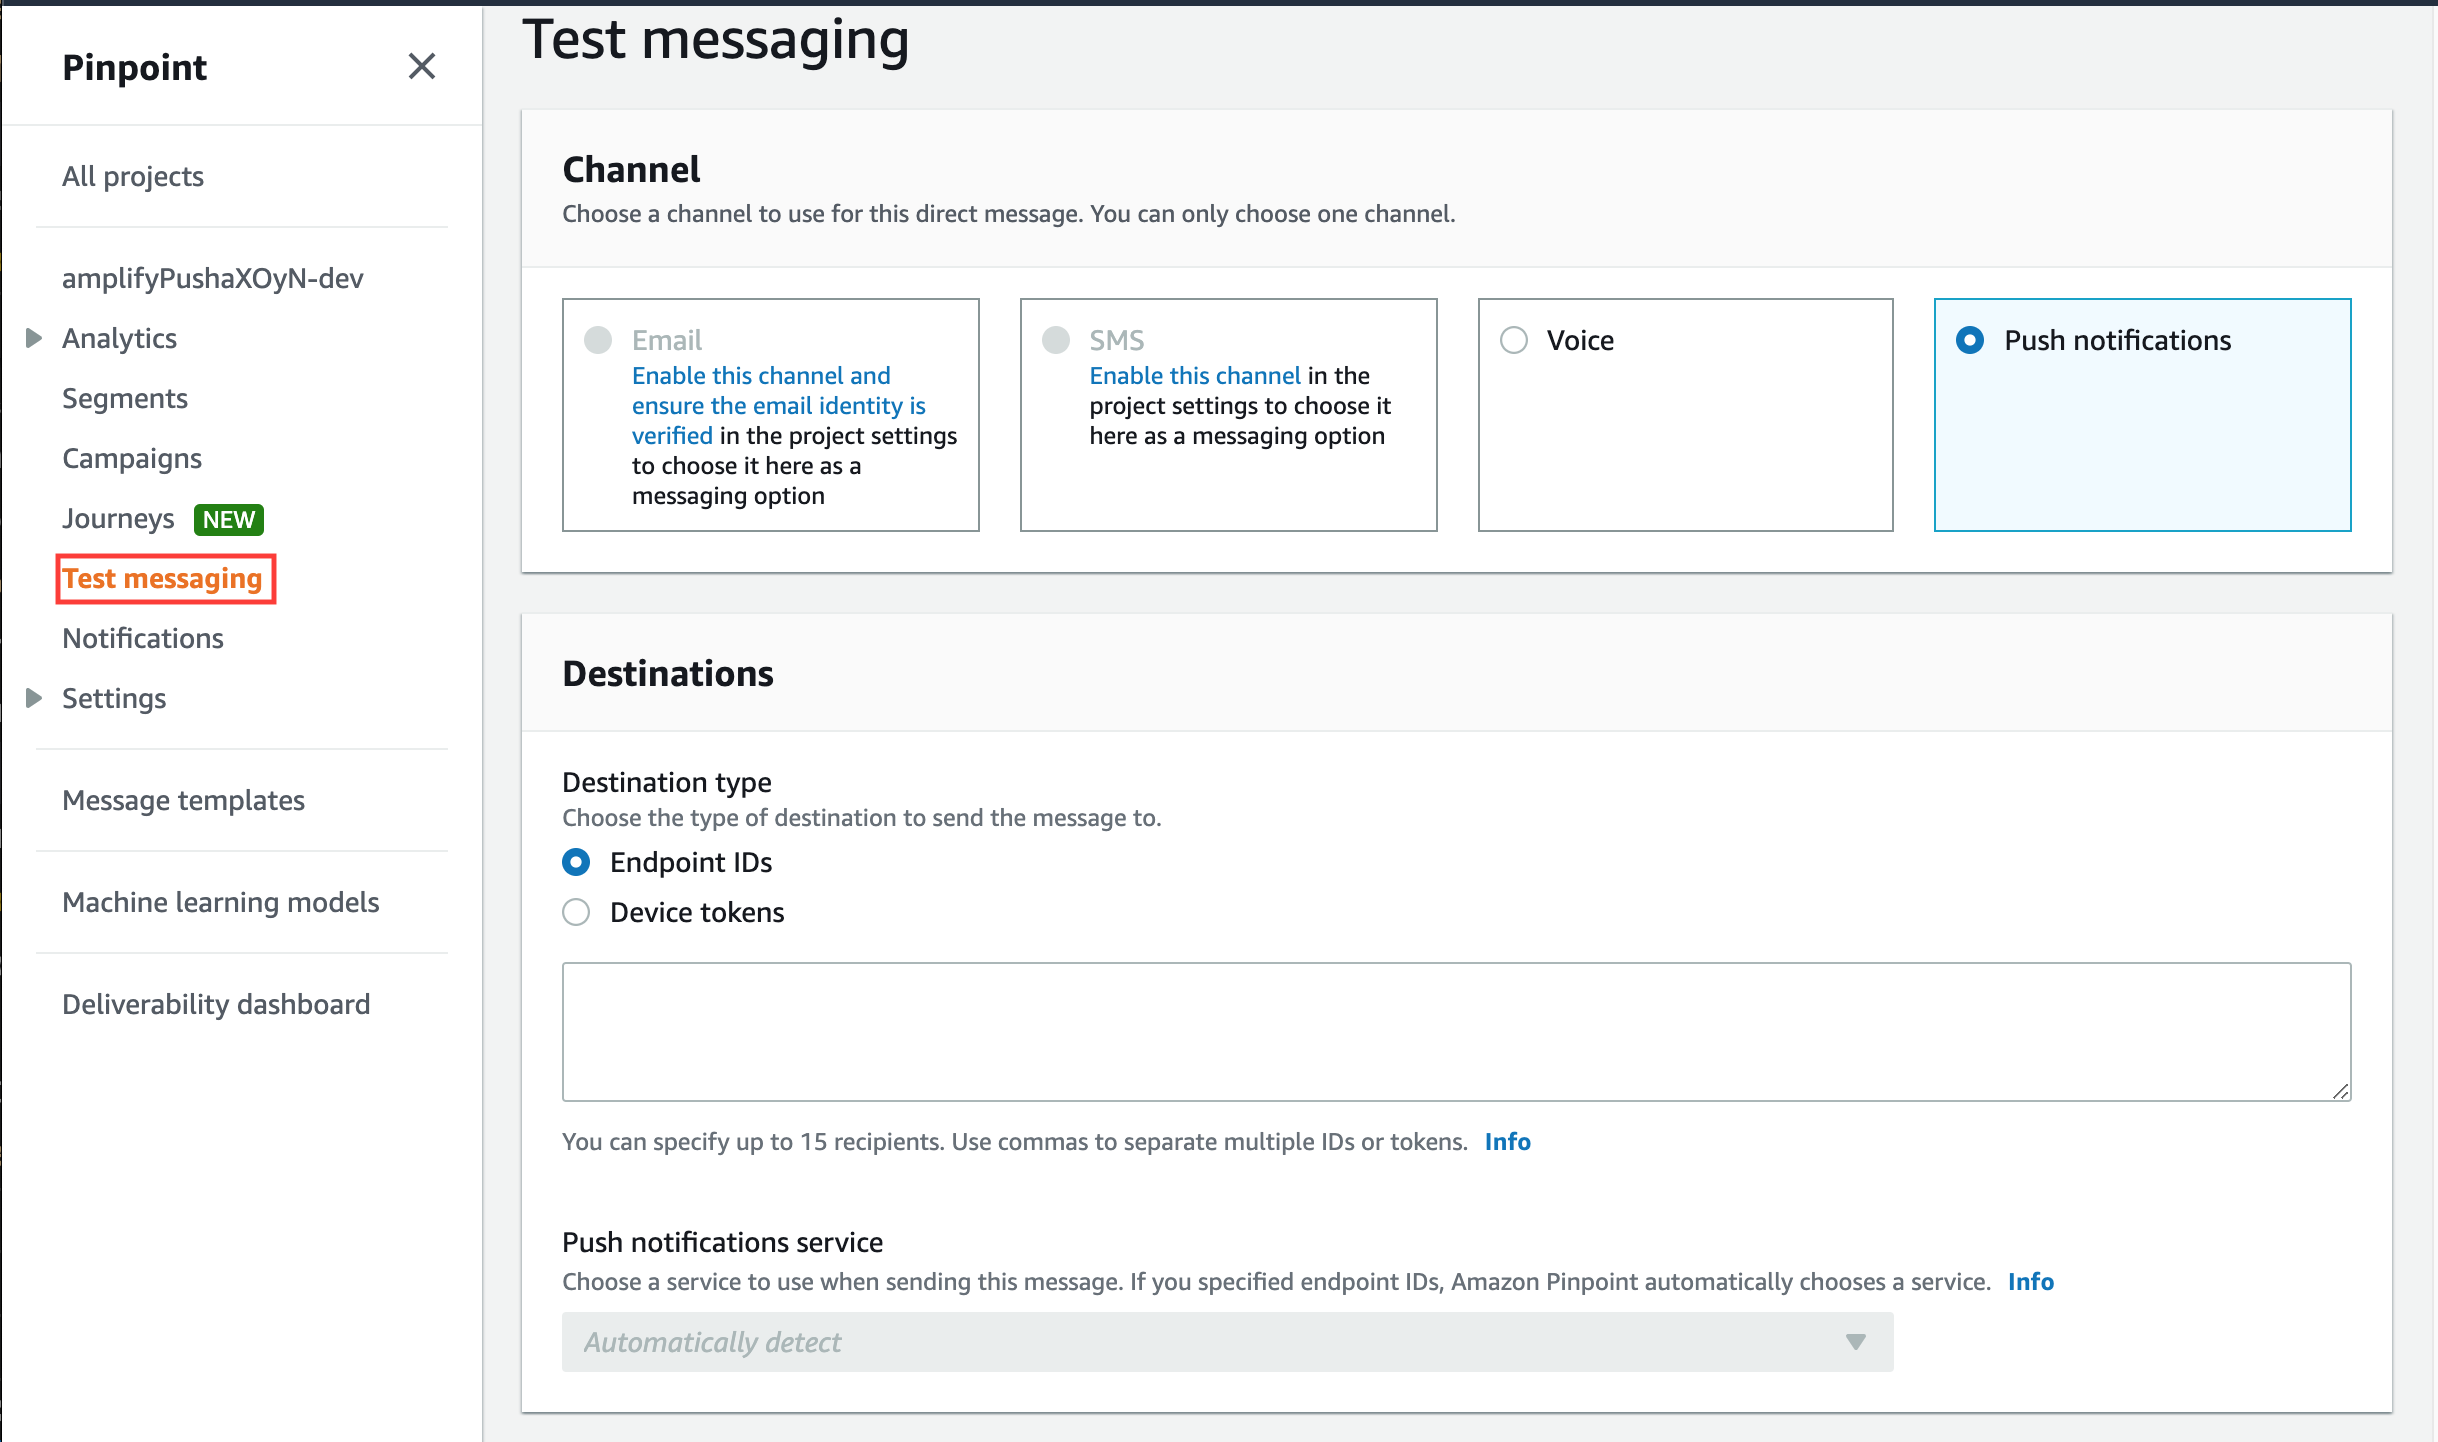 Pinpoint
All projects
amplifyPushaXOyN-dev
Analytics
Segments
Campaigns
Journeys NEW
Test messaging
Notifications
Settings
Message templates
Machine learning models
Deliverability dashboard
Test messaging
Channel
Choose a channel to use for this direct message. You can only choose one channel.
Email
Enable this channel and
ensure the email identity is
verified in the project settings
to choose it here as a
messaging option
SMS
Enable this channel in the
project settings to choose it
here as a messaging option
Voice
Push notifications
Destinations
Destination type
Choose the type of destination to send the message to.
Endpoint IDs
Device tokens
You can specify up to 15 recipients. Use commas to separate multiple IDs or tokens. Info
Push notifications service
Choose a service to use when sending this message. If you specified endpoint IDs, Amazon Pinpoint automatically chooses a service. Info
Automatically detect